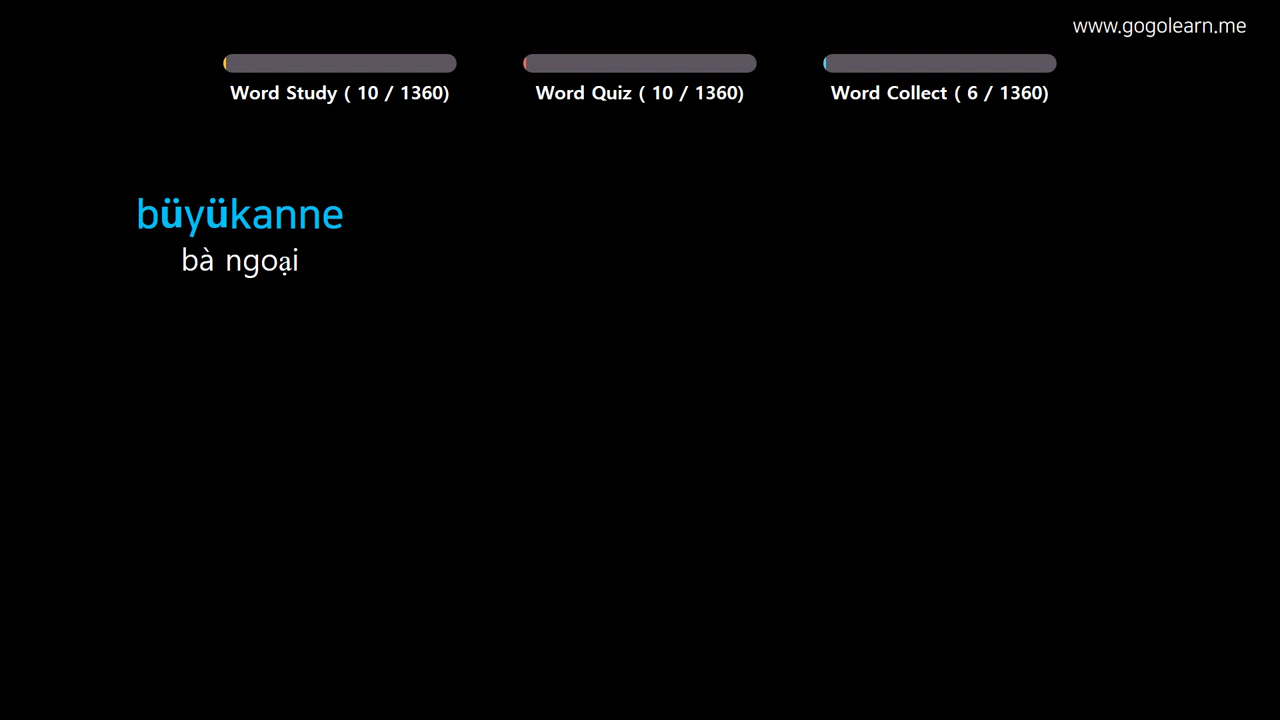 www.gogolearn.me
Word Study ( 10 / 1360)
Word Quiz ( 10 / 1360)
Word Collect ( 6 / 1360)
büyükanne
bà ngoại